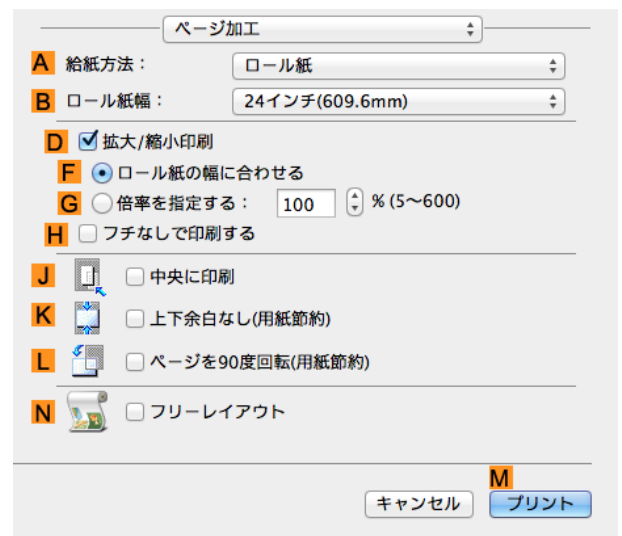 ページ加工
A 給紙方法： ロール紙
B ロール紙幅： 24インチ(609.6mm)
D 拡大/縮小印刷
F ロール紙の幅に合わせる
G 倍率を指定する： 100 % (5〜600)
H フチなしで印刷する
J 中央に印刷
K 上下余白なし(用紙節約)
L ページを90度回転(用紙節約)
N フリーレイアウト
M
キャンセル プリント